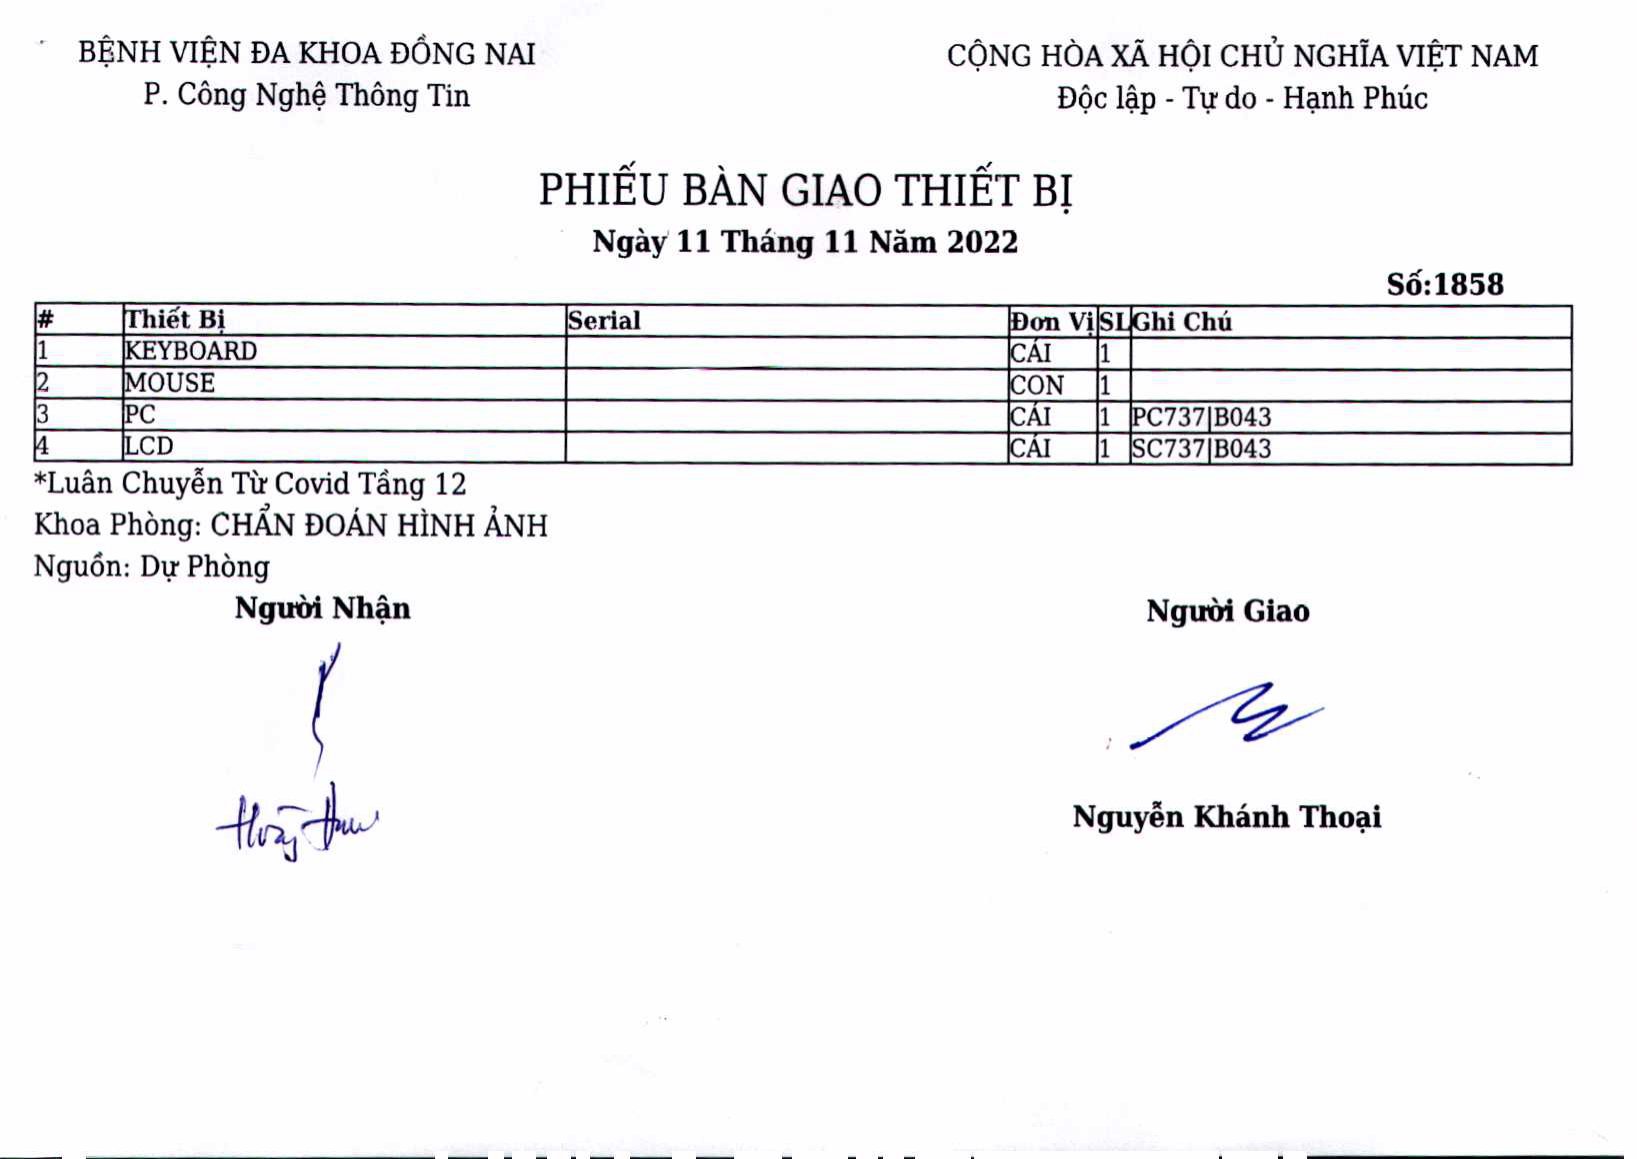 BỆNH VIỆN ĐA KHOA ĐỒNG NAI
P. Công Nghệ Thông Tin
CỘNG HÒA XÃ HỘI CHỦ NGHĨA VIỆT NAM
Độc lập - Tự do - Hạnh Phúc
PHIẾU BÀN GIAO THIẾT BỊ
Ngày 11 Tháng 11 Năm 2022
Số:1858
# Thiết Bị Serial Đơn Vị SL Ghi Chú
1 KEYBOARD CÁI 1
2 MOUSE CON 1
3 PC CÁI 1 PC737|B043
4 LCD CÁI 1 SC737|B043
*Luân Chuyễn Từ Covid Tầng 12
Khoa Phòng: CHẨN ĐOÁN HÌNH ẢNH
Nguồn: Dự Phòng
Người Nhận
Người Giao
Nguyễn Khánh Thoại